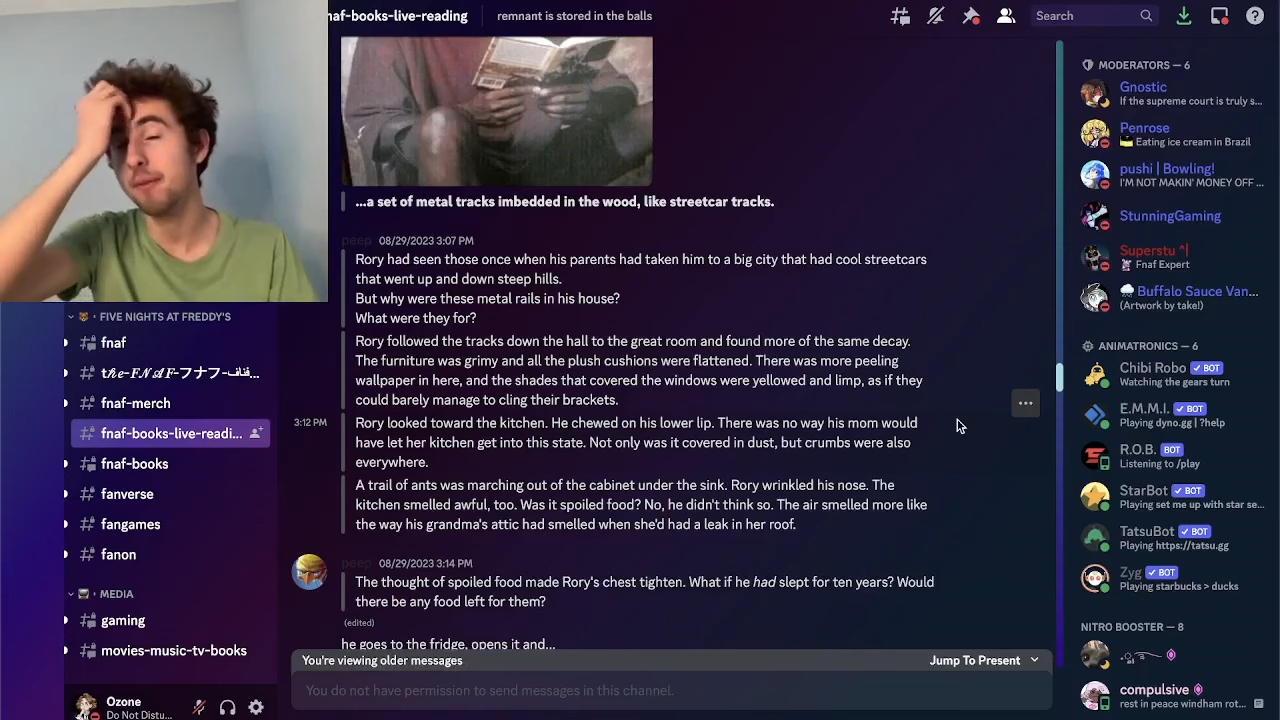 naf-books-live-reading
remnant is stored in the balls
Search
...a set of metal tracks imbedded in the wood, like streetcar tracks.
peep 08/29/2023 3:07 PM
Rory had seen those once when his parents had taken him to a big city that had cool streetcars
that went up and down steep hills.
But why were these metal rails in his house?
What were they for?
Rory followed the tracks down the hall to the great room and found more of the same decay.
The furniture was grimy and all the plush cushions were flattened. There was more peeling
wallpaper in here, and the shades that covered the windows were yellowed and limp, as if they
could barely manage to cling their brackets.
3:12 PM
Rory looked toward the kitchen. He chewed on his lower lip. There was no way his mom would
have let her kitchen get into this state. Not only was it covered in dust, but crumbs were also
everywhere.
A trail of ants was marching out of the cabinet under the sink. Rory wrinkled his nose. The
kitchen smelled awful, too. Was it spoiled food? No, he didn't think so. The air smelled more like
the way his grandma's attic had smelled when she'd had a leak in her roof.
peep 08/29/2023 3:14 PM
The thought of spoiled food made Rory's chest tighten. What if he had slept for ten years? Would
there be any food left for them?
(edited)
he goes to the fridge, opens it and...
You're viewing older messages
Jump To Present
You do not have permission to send messages in this channel.
FIVE NIGHTS AT FREDDY'S
fnaf
fnaf-merch
fnaf-books-live-readi...
fnaf-books
fanverse
fangames
fanon
MEDIA
gaming
movies-music-tv-books
Ozone
Do Not Distu...
MODERATORS — 6
Gnostic
If the supreme court is truly s...
Penrose
Eating ice cream in Brazil
pushi | Bowling!
I'M NOT MAKIN' MONEY OFF ...
StunningGaming
Superstu ^|
Fnaf Expert
Buffalo Sauce Van...
(Artwork by take!)
ANIMATRONICS — 6
Chibi Robo BOT
Watching the gears turn
E.M.M.I. BOT
Playing dyno.gg | ?help
R.O.B. BOT
Listening to /play
StarBot BOT
Playing set me up with star se...
TatsuBot BOT
Playing https://tatsu.gg
Zyg BOT
Playing starbucks > ducks
NITRO BOOSTER — 8
compulsive
rest in peace windham rot...